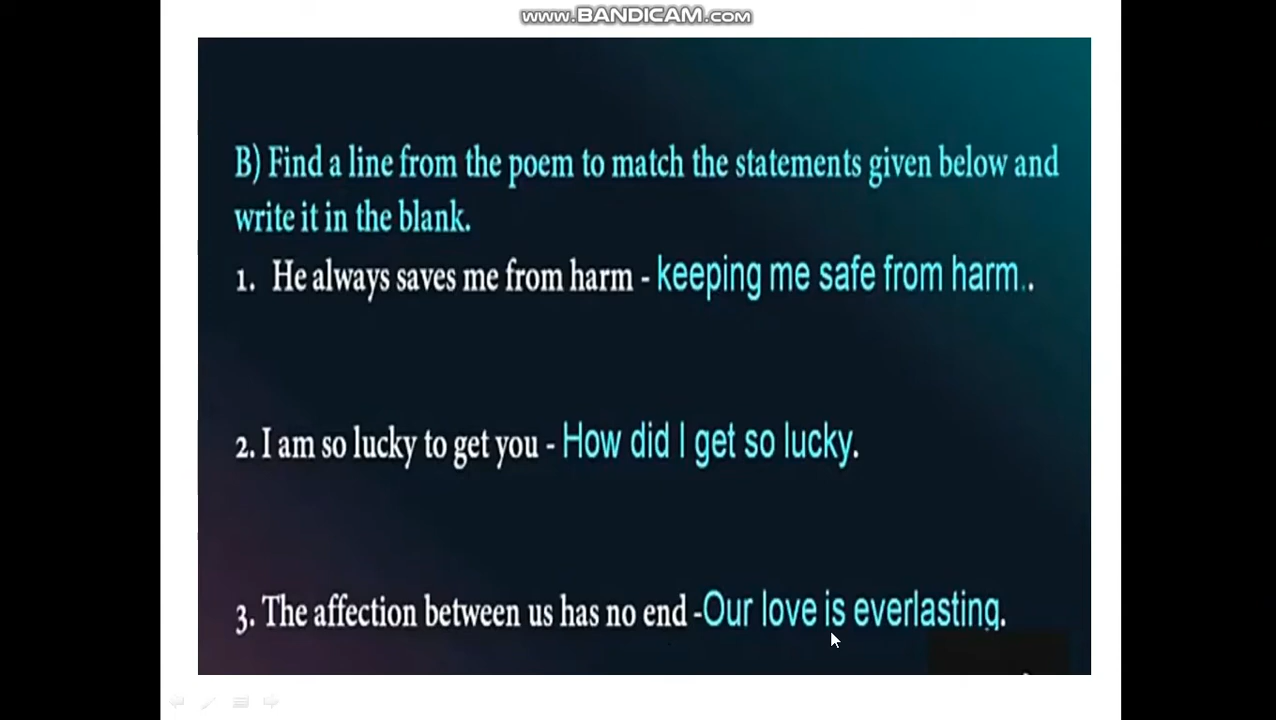 www.BANDICAM.com
B) Find a line from the poem to match the statements given below and
write it in the blank.
1. He always saves me from harm - keeping me safe from harm..
2. I am so lucky to get you - How did I get so lucky.
3. The affection between us has no end -Our love is everlasting.